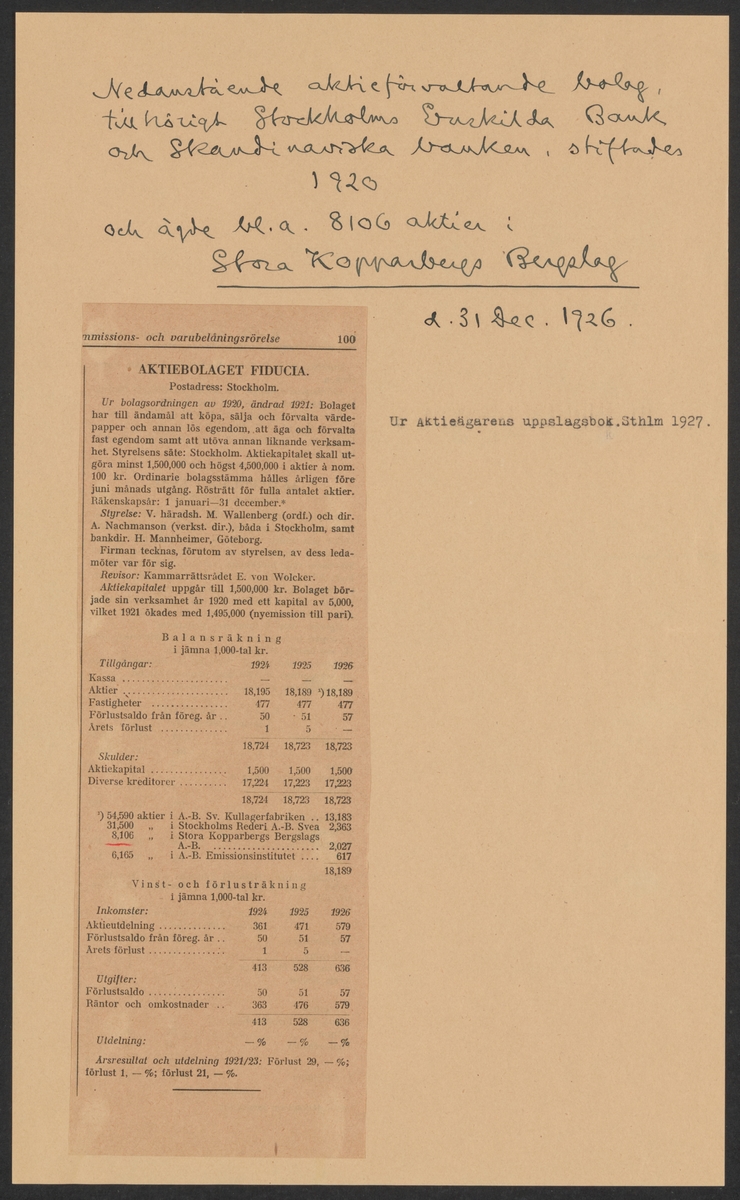 Nedanstående aktieförvaltande bolag,
tillhörigt Stockholms Enskilda Bank
och Skandinaviska banken, stiftades
1920
och ägde bl.a. 8106 aktier i
Stora Kopparbergs Bergslag
d. 31 Dec. 1926.
Ur Aktieägarens uppslagsbok.Sthlm 1927.
mmissions- och varubelåningsrörelse 100
AKTIEBOLAGET FIDUCIA.
Postadress: Stockholm.
Ur bolagsordningen av 1920, ändrad 1921: Bolaget
har till ändamål att köpa, sälja och förvalta värde-
papper och annan lös egendom, att äga och förvalta
fast egendom samt att utöva annan liknande verksam-
het. Styrelsens säte: Stockholm. Aktiekapitalet skall ut-
göra minst 1,500,000 och högst 4,500,000 i aktier à nom.
100 kr. Ordinarie bolagsstämma hålles årligen före
juni månads utgång. Rösträtt för fulla antalet aktier.
Räkenskapsår: 1 januari—31 december.*
Styrelse: V. häradsh. M. Wallenberg (ordf.) och dir.
A. Nachmanson (verkst. dir.), båda i Stockholm, samt
bankdir. H. Mannheimer, Göteborg.
Firman tecknas, förutom av styrelsen, av dess leda-
möter var för sig.
Revisor: Kammarrättsrådet E. von Wolcker.
Aktiekapitalet uppgår till 1,500,000 kr. Bolaget bör-
jade sin verksamhet år 1920 med ett kapital av 5,000,
vilket 1921 ökades med 1,495,000 (nyemission till pari).
Balansräkning
i jämna 1,000-tal kr.
Tillgångar: 1924 1925 1926
Kassa ..................... — — —
Aktier ..................... 18,195 18,189 ¹) 18,189
Fastigheter ............... 477 477 477
Förlustsaldo från föreg. år .. 50 51 57
Årets förlust ............. 1 5 —
18,724 18,723 18,723
Skulder:
Aktiekapital ............... 1,500 1,500 1,500
Diverse kreditorer .......... 17,224 17,223 17,223
18,724 18,723 18,723
¹) 54,590 aktier i A.-B. Sv. Kullagerfabriken .. 13,183
31,500 „ i Stockholms Rederi A.-B. Svea 2,363
8,106 „ i Stora Kopparbergs Bergslags
A.-B. ..................... 2,027
6,165 „ i A.-B. Emissionsinstitutet .... 617
18,189
Vinst- och förlusträkning
i jämna 1,000-tal kr.
Inkomster: 1924 1925 1926
Aktieutdelning ............. 361 471 579
Förlustsaldo från föreg. år .. 50 51 57
Årets förlust ............... 1 5 —
413 528 636
Utgifter:
Förlustsaldo ............... 50 51 57
Räntor och omkostnader .. 363 476 579
413 528 636
Utdelning: —% —% —%
Årsresultat och utdelning 1921/23: Förlust 29, —%;
förlust 1, —%; förlust 21, —%.